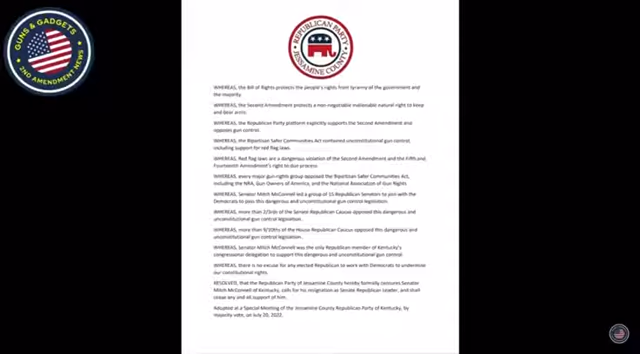 GUNS & GADGETS
2ND AMENDMENT NEWS
REPUBLICAN PARTY
JESSAMINE COUNTY
WHEREAS, the Bill of Rights protects the people's rights from tyranny of the government and
the majority.
WHEREAS, the Second Amendment protects a non-negotiable inalienable natural right to keep
and bear arms.
WHEREAS, the Republican Party platform explicitly supports the Second Amendment and
opposes gun control.
WHEREAS, the Bipartisan Safer Communities Act contained unconstitutional gun control,
including support for red flag laws.
WHEREAS, Red flag laws are a dangerous violation of the Second Amendment and the Fifth and
Fourteenth Amendment's right to due process.
WHEREAS, every major gun-rights group opposed the Bipartisan Safer Communities Act,
including the NRA, Gun Owners of America, and the National Association of Gun Rights.
WHEREAS, Senator Mitch McConnell led a group of 15 Republican Senators to join with the
Democrats to pass this dangerous and unconstitutional gun control legislation.
WHEREAS, more than 2/3rds of the Senate Republican Caucus opposed this dangerous and
unconstitutional gun control legislation.
WHEREAS, more than 9/10ths of the House Republican Caucus opposed this dangerous and
unconstitutional gun control legislation.
WHEREAS, Senator Mitch McConnell was the only Republican member of Kentucky's
congressional delegation to support this dangerous and unconstitutional gun control
WHEREAS, there is no excuse for any elected Republican to work with Democrats to undermine
our constitutional rights.
RESOLVED, that the Republican Party of Jessamine County hereby formally censures Senator
Mitch McConnell of Kentucky, calls for his resignation as Senate Republican Leader, and shall
cease any and all support of him.
Adopted at a Special Meeting of the Jessamine County Republican Party of Kentucky, by
majority vote, on July 20, 2022.